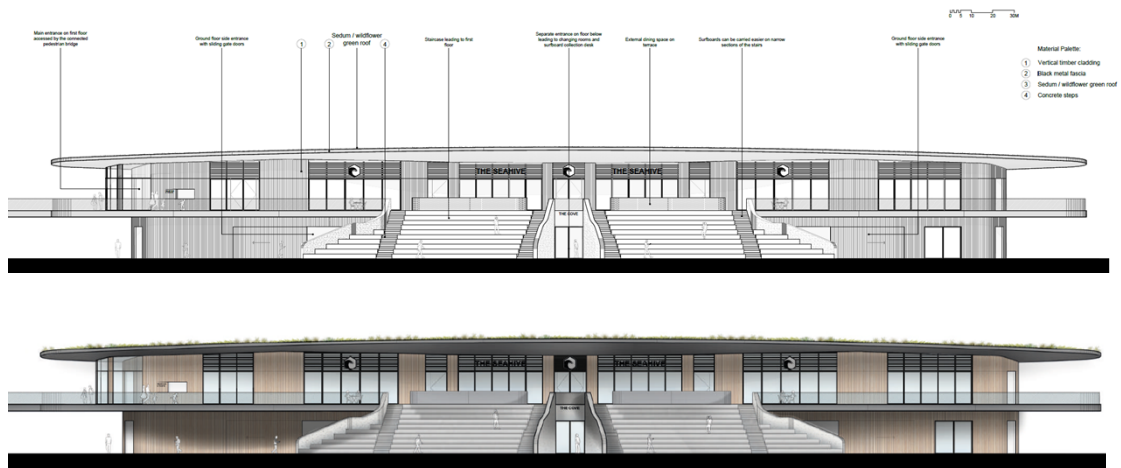 0 5 10 20 30M
Main entrance on first floor
accessed by the connected
pedestrian bridge
Ground floor side entrance
with sliding gate doors
1
2
Sedum / wildflower
green roof
4
Staircase leading to first
floor
Separate entrance on floor below
leading to changing rooms and
surfboard collection desk
External dining space on
terrace
Surfboards can be carried easier on narrow
sections of the stairs
Ground floor side entrance
with sliding gate doors
Material Palette:
1 Vertical timber cladding
2 Black metal fascia
3 Sedum / wildflower green roof
4 Concrete steps
THE SEAHIVE
THE SEAHIVE
THE COVE
THE SEAHIVE
THE SEAHIVE
THE COVE